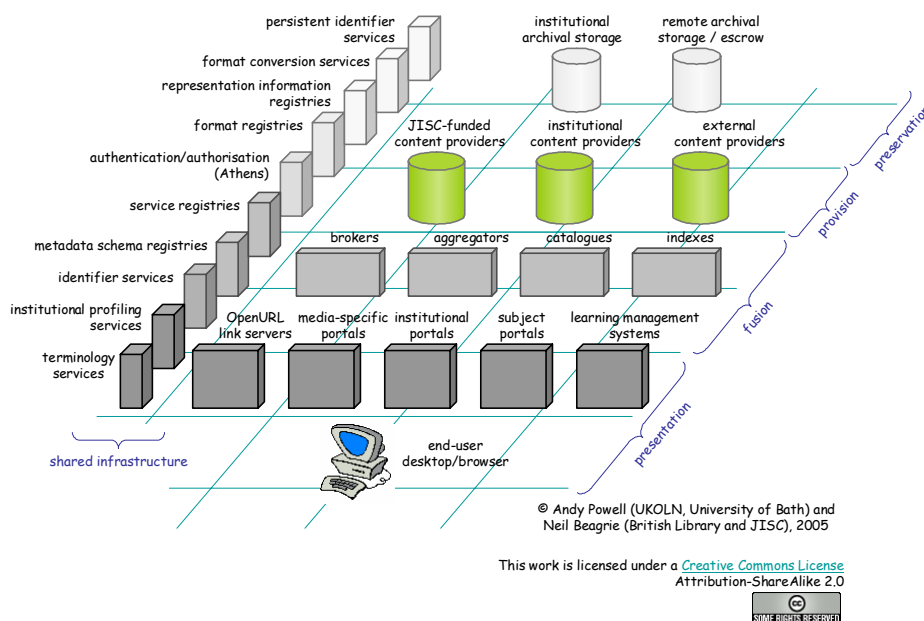 persistent identifier
services
format conversion services
representation information
registries
format registries
authentication/authorisation
(Athens)
service registries
metadata schema registries
identifier services
institutional profiling
services
terminology
services
shared infrastructure
institutional
archival storage
remote archival
storage / escrow
JISC-funded
content providers
institutional
content providers
external
content providers
brokers
aggregators
catalogues
indexes
OpenURL
link servers
media-specific
portals
institutional
portals
subject
portals
learning management
systems
end-user
desktop/browser
preservation
provision
fusion
presentation
© Andy Powell (UKOLN, University of Bath) and
Neil Beagrie (British Library and JISC), 2005
This work is licensed under a Creative Commons License
Attribution-ShareAlike 2.0
cc
SOME RIGHTS RESERVED